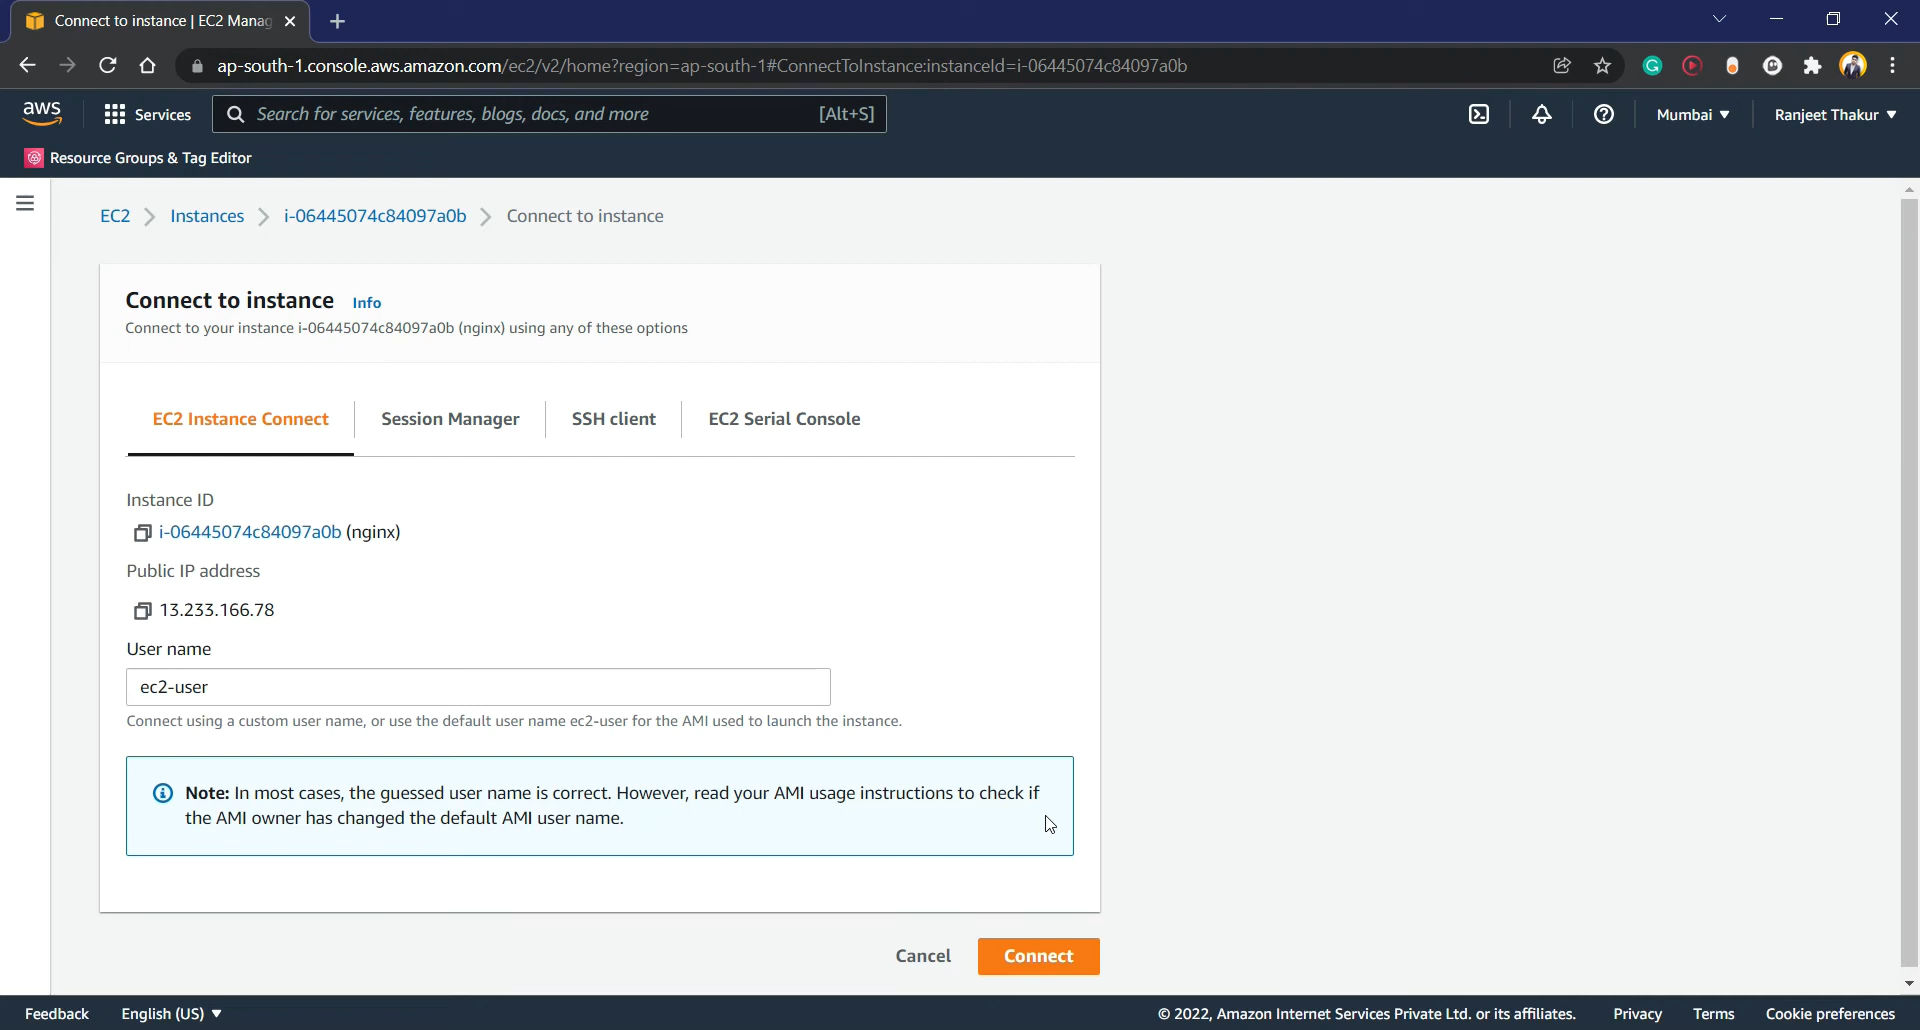 Connect to instance | EC2 Manag
ap-south-1.console.aws.amazon.com/ec2/v2/home?region=ap-south-1#ConnectToInstance:instanceId=i-06445074c84097a0b
aws
Services
Search for services, features, blogs, docs, and more
[Alt+S]
Mumbai
Ranjeet Thakur
Resource Groups & Tag Editor
EC2
Instances
i-06445074c84097a0b
Connect to instance
Connect to instance Info
Connect to your instance i-06445074c84097a0b (nginx) using any of these options
EC2 Instance Connect
Session Manager
SSH client
EC2 Serial Console
Instance ID
i-06445074c84097a0b (nginx)
Public IP address
13.233.166.78
User name
ec2-user
Connect using a custom user name, or use the default user name ec2-user for the AMI used to launch the instance.
Note: In most cases, the guessed user name is correct. However, read your AMI usage instructions to check if
the AMI owner has changed the default AMI user name.
Cancel
Connect
Feedback
English (US)
© 2022, Amazon Internet Services Private Ltd. or its affiliates.
Privacy
Terms
Cookie preferences